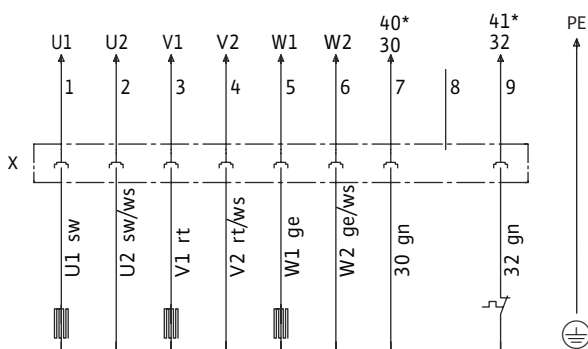 40* 41* PE
U1 U2 V1 V2 W1 W2 30 32
1 2 3 4 5 6 7 8 9
X
U1 sw
U2 sw/ws
V1 rt
V2 rt/ws
W1 ge
W2 ge/ws
30 gn
32 gn